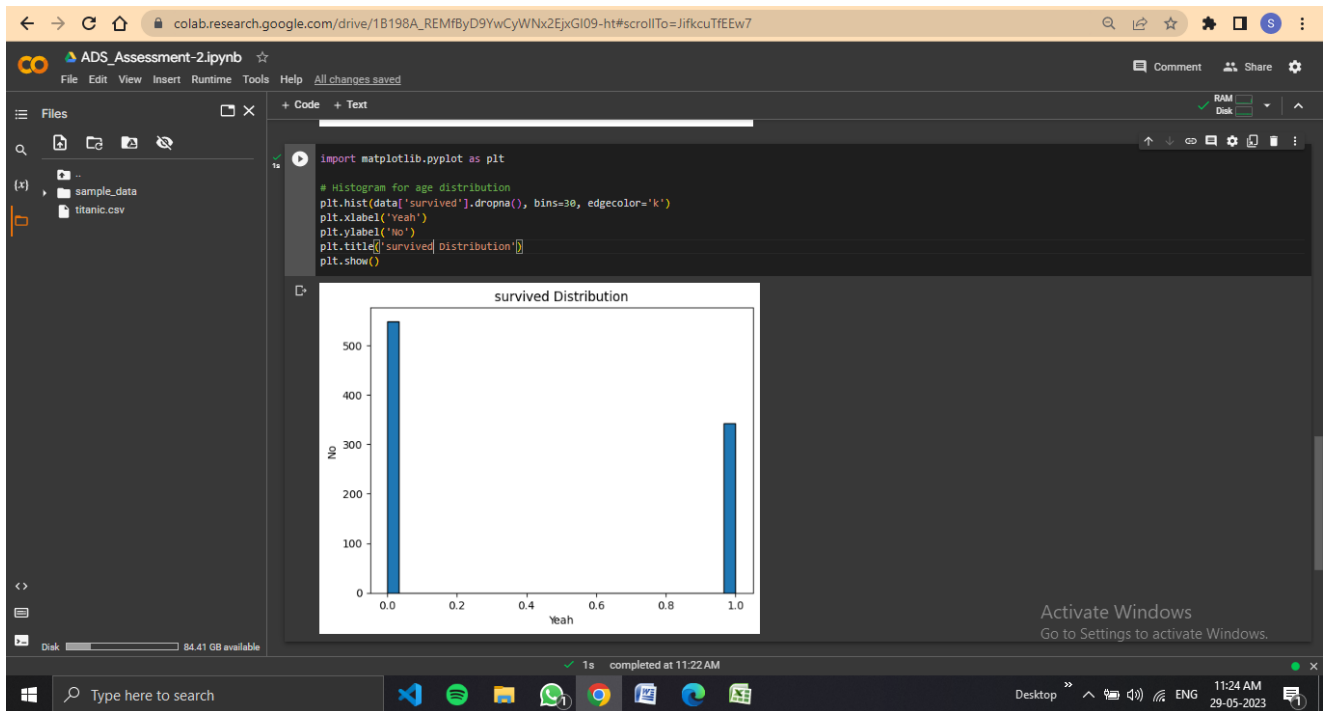 colab.research.google.com/drive/1B198A_REMfByD9YwCyWNx2EjxGl09-ht#scrollTo=JifkcuTfEEw7
S
CO ADS_Assessment-2.ipynb
File Edit View Insert Runtime Tools Help All changes saved
Comment Share
Files
+ Code + Text
RAM
Disk
{x}
..
sample_data
titanic.csv
1s
import matplotlib.pyplot as plt
# Histogram for age distribution
plt.hist(data['survived'].dropna(), bins=30, edgecolor='k')
plt.xlabel('Yeah')
plt.ylabel('No')
plt.title('survived Distribution')
plt.show()
survived Distribution
500
400
300
200
100
0
No
0.0 0.2 0.4 0.6 0.8 1.0
Yeah
Activate Windows
Go to Settings to activate Windows.
Disk 84.41 GB available
1s completed at 11:22 AM
Type here to search
1
Desktop
ENG
11:24 AM
29-05-2023
1